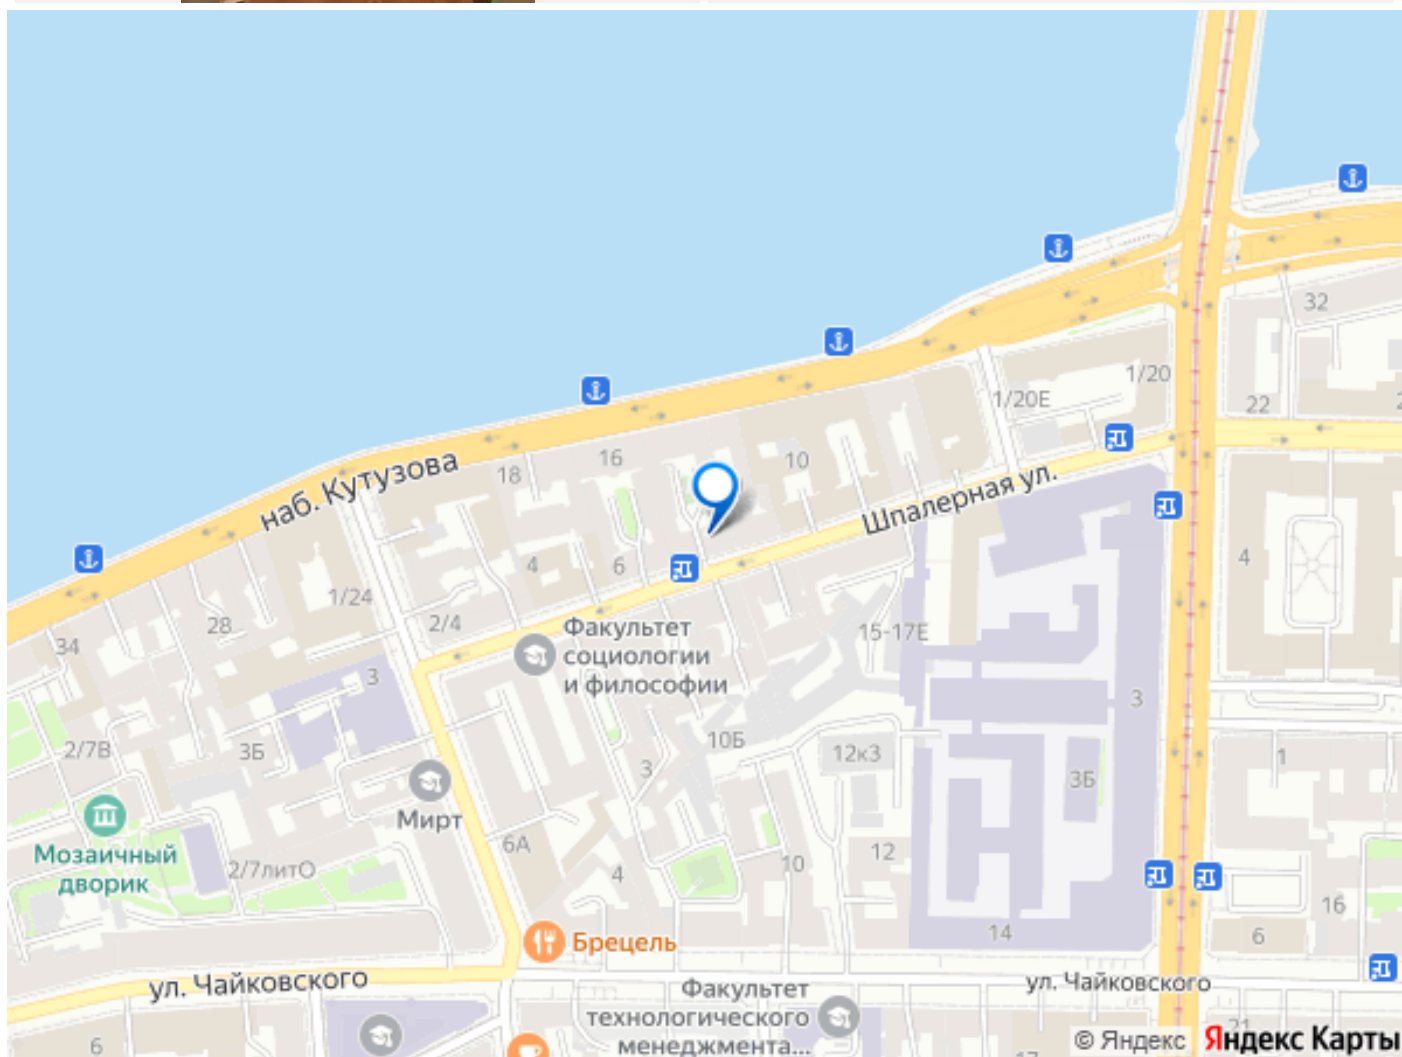 32
1/20
1/20Е
22
наб. Кутузова
16
18
10
Шпалерная ул.
4
6
4
1/24
2/4
28
34
15-17Е
Факультет
социологии
и философии
3
3
2/7В
3Б
10Б
12к3
3
1
3Б
Мирт
6А
Мозаичный
дворик
2/7литО
4
10
12
16
14
6
Брецель
ул. Чайковского
ул. Чайковского
Факультет
технологического
менеджмента...
6
© Яндекс Яндекс Карты